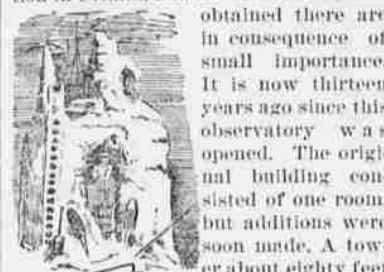 obtained there are
in consequence of
small importance.
It is now thirteen
years ago since this
observatory was
opened. The origi
nal building con
sisted of one room,
but additions were
soon made. A tow
er about eighty feet